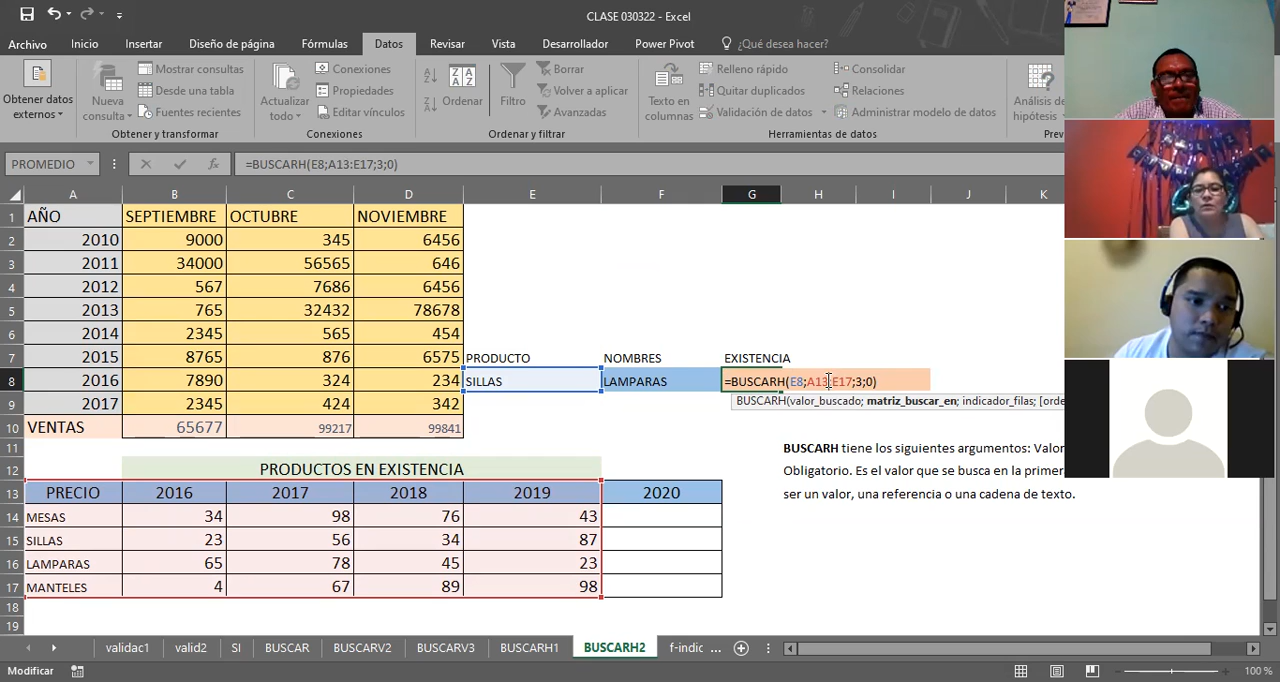 CLASE 030322 - Excel
Archivo Inicio Insertar Diseño de página Fórmulas Datos Revisar Vista Desarrollador Power Pivot ¿Qué desea hacer?
Obtener datos externos
Nueva consulta
Mostrar consultas
Desde una tabla
Fuentes recientes
Obtener y transformar
Actualizar todo
Conexiones
Propiedades
Editar vínculos
Conexiones
Ordenar
Filtro
Borrar
Volver a aplicar
Avanzadas
Ordenar y filtrar
Texto en columnas
Relleno rápido
Quitar duplicados
Validación de datos
Consolidar
Relaciones
Administrar modelo de datos
Herramientas de datos
Análisis de hipótesis
Prev
PROMEDIO =BUSCARH(E8;A13:E17;3;0)
A B C D E F G H I J K
1 AÑO SEPTIEMBRE OCTUBRE NOVIEMBRE
2 2010 9000 345 6456
3 2011 34000 56565 646
4 2012 567 7686 6456
5 2013 765 32432 78678
6 2014 2345 565 454
7 2015 8765 876 6575 PRODUCTO NOMBRES EXISTENCIA
8 2016 7890 324 234 SILLAS LAMPARAS =BUSCARH(E8;A13:E17;3;0)
BUSCARH(valor_buscado; matriz_buscar_en; indicador_filas; [orde
9 2017 2345 424 342
10 VENTAS 65677 99217 99841
11 BUSCARH tiene los siguientes argumentos: Valor
12 PRODUCTOS EN EXISTENCIA Obligatorio. Es el valor que se busca en la primera
13 PRECIO 2016 2017 2018 2019 2020 ser un valor, una referencia o una cadena de texto.
14 MESAS 34 98 76 43
15 SILLAS 23 56 34 87
16 LAMPARAS 65 78 45 23
17 MANTELES 4 67 89 98
18
19
validac1 valid2 SI BUSCAR BUSCARV2 BUSCARV3 BUSCARH1 BUSCARH2 f-indic ...
Modificar 100 %